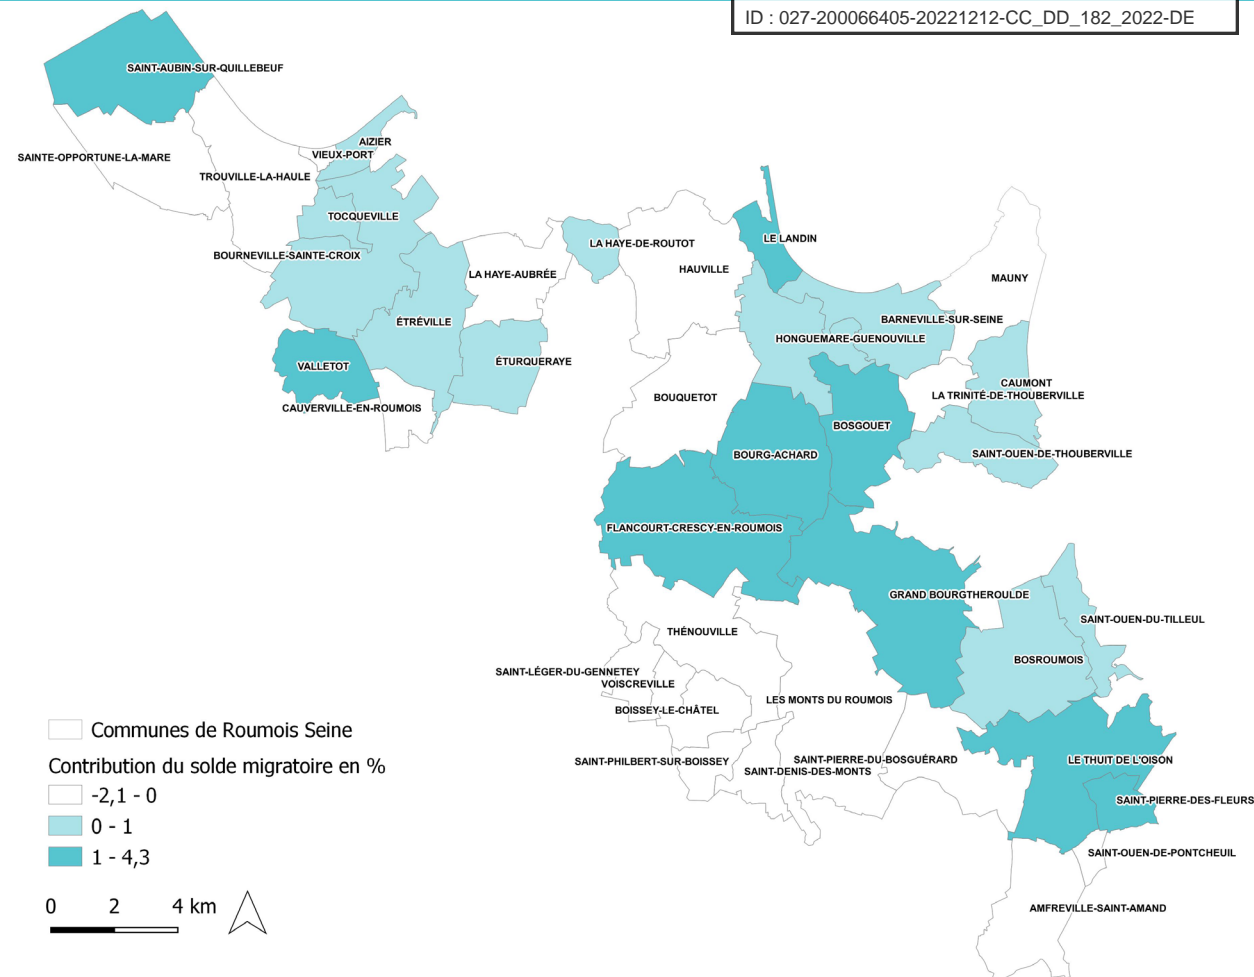 ID : 027-200066405-20221212-CC_DD_182_2022-DE
SAINT-AUBIN-SUR-QUILLEBEUF
AIZIER
VIEUX-PORT
SAINTE-OPPORTUNE-LA-MARE
TROUVILLE-LA-HAULE
TOCQUEVILLE
LE LANDIN
LA HAYE-DE-ROUTOT
BOURNEVILLE-SAINTE-CROIX
HAUVILLE
LA HAYE-AUBRÉE
MAUNY
BARNEVILLE-SUR-SEINE
ÉTRÉVILLE
HONGUEMARE-GUENOUVILLE
ÉTURQUERAYE
VALLETOT
CAUMONT
LA TRINITÉ-DE-THOUBERVILLE
BOUQUETOT
CAUVERVILLE-EN-ROUMOIS
BOSGOUET
BOURG-ACHARD
SAINT-OUEN-DE-THOUBERVILLE
FLANCOURT-CRESCY-EN-ROUMOIS
GRAND BOURGTHEROULDE
SAINT-OUEN-DU-TILLEUL
THÉNOUVILLE
BOSROUMOIS
SAINT-LÉGER-DU-GENNETEY
VOISCREVILLE
LES MONTS DU ROUMOIS
BOISSEY-LE-CHÂTEL
SAINT-PHILBERT-SUR-BOISSEY
SAINT-PIERRE-DU-BOSGUÉRARD
SAINT-DENIS-DES-MONTS
LE THUIT DE L'OISON
SAINT-PIERRE-DES-FLEURS
SAINT-OUEN-DE-PONTCHEUIL
AMFREVILLE-SAINT-AMAND
Communes de Roumois Seine
Contribution du solde migratoire en %
-2,1 - 0
0 - 1
1 - 4,3
0 2 4 km